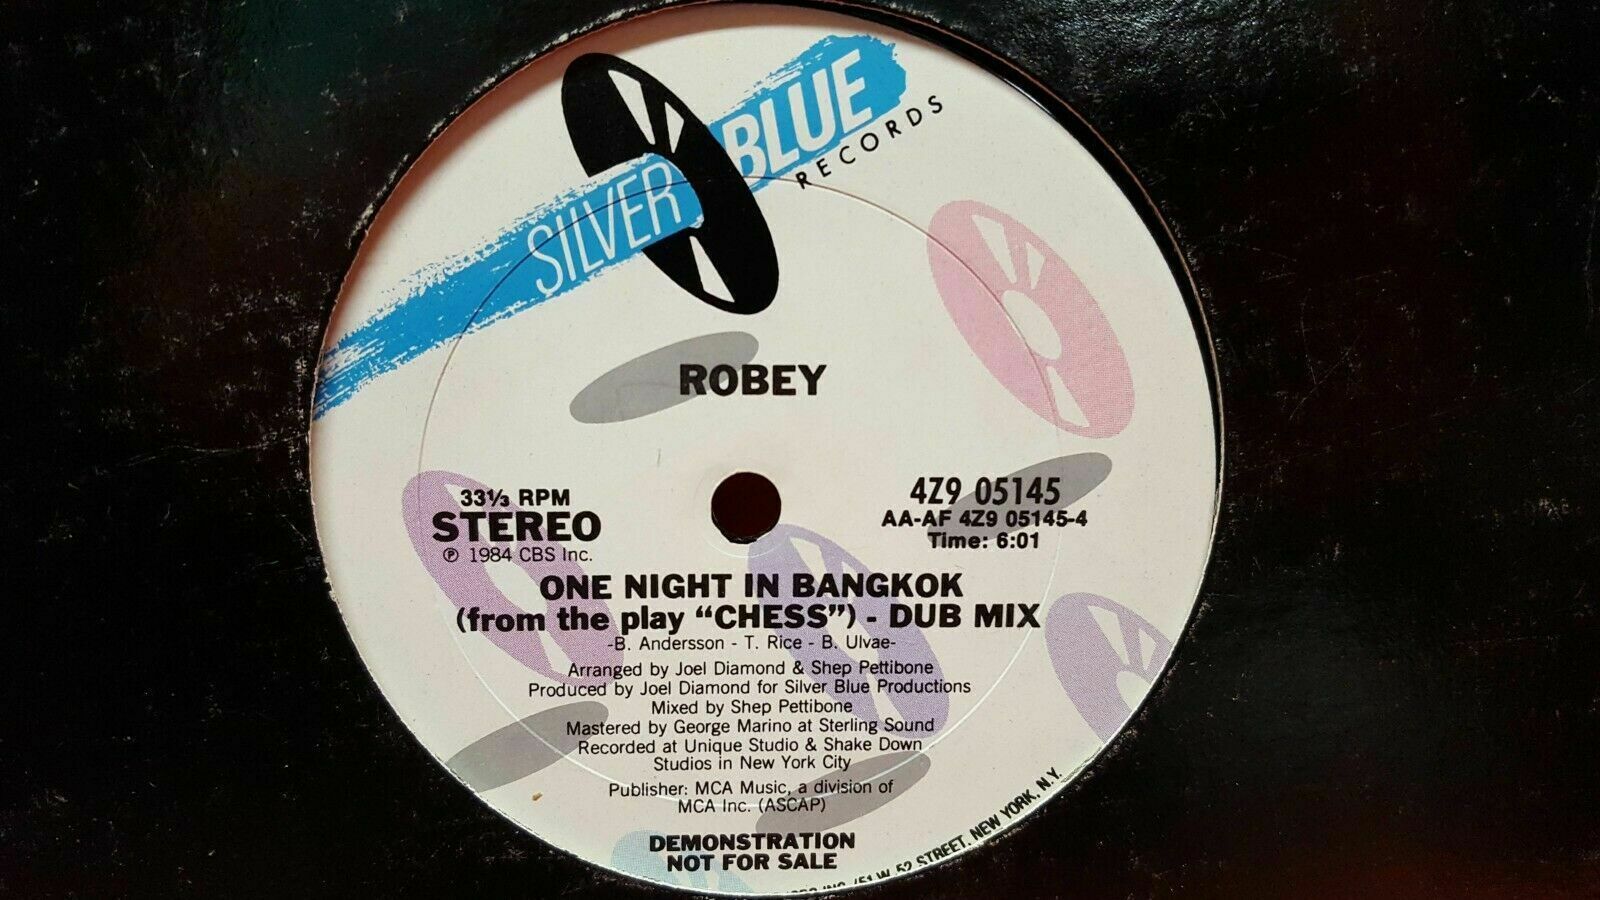 SILVER BLUE
RECORDS
ROBEY
33⅓ RPM
STEREO
℗ 1984 CBS Inc.
4Z9 05145
AA-AF 4Z9 05145-4
Time: 6:01
ONE NIGHT IN BANGKOK
(from the play “CHESS”) - DUB MIX
-B. Andersson - T. Rice - B. Ulvae-
Arranged by Joel Diamond & Shep Pettibone
Produced by Joel Diamond for Silver Blue Productions
Mixed by Shep Pettibone
Mastered by George Marino at Sterling Sound
Recorded at Unique Studio & Shake Down
Studios in New York City
Publisher: MCA Music, a division of
MCA Inc. (ASCAP)
DEMONSTRATION
NOT FOR SALE
W. 52 STREET, NEW YORK, N.Y.